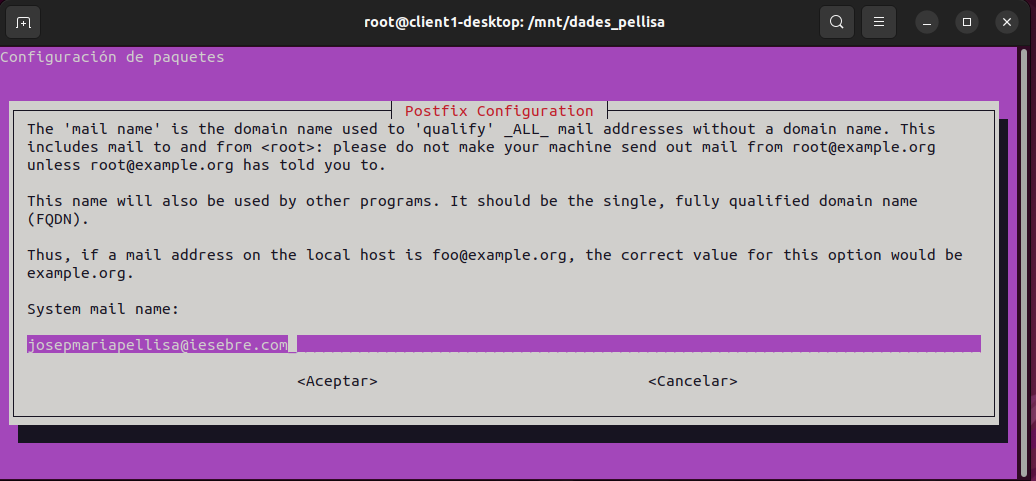 root@client1-desktop: /mnt/dades_pellisa
Configuración de paquetes
Postfix Configuration
The 'mail name' is the domain name used to 'qualify' _ALL_ mail addresses without a domain name. This
includes mail to and from <root>: please do not make your machine send out mail from root@example.org
unless root@example.org has told you to.
This name will also be used by other programs. It should be the single, fully qualified domain name
(FQDN).
Thus, if a mail address on the local host is foo@example.org, the correct value for this option would be
example.org.
System mail name:
josepmariapellisa@iesebre.com
<Aceptar> <Cancelar>